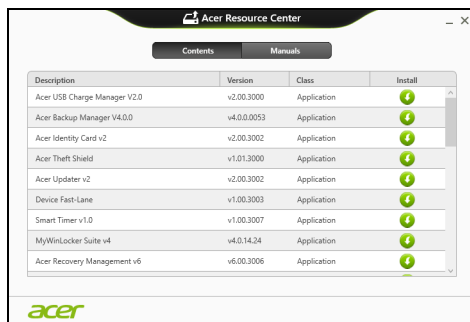 Acer Resource Center
Contents Manuals
Description Version Class Install
Acer USB Charge Manager V2.0 v2.00.3000 Application
Acer Backup Manager V4.0.0 v4.0.0.0053 Application
Acer Identity Card v2 v2.00.3002 Application
Acer Theft Shield v1.01.3000 Application
Acer Updater v2 v2.00.3002 Application
Device Fast-Lane v1.00.3003 Application
Smart Timer v1.0 v1.00.3007 Application
MyWinLocker Suite v4 v4.0.14.24 Application
Acer Recovery Management v6 v6.00.3006 Application
acer